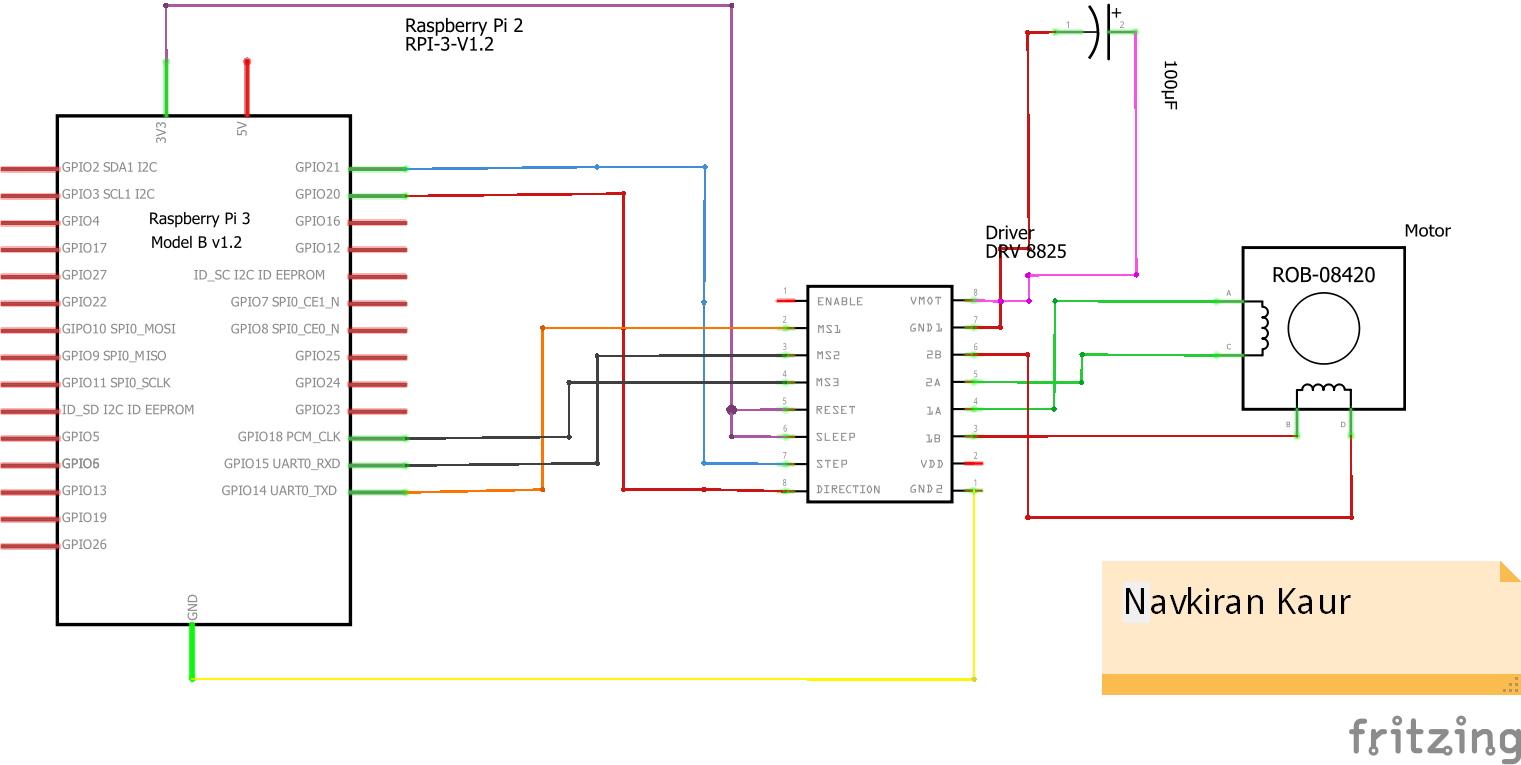 Raspberry Pi 2
RPI-3-V1.2
1
2
+
100µF
3V3
5V
GPIO2 SDA1 I2C
GPIO3 SCL1 I2C
GPIO4
GPIO17
GPIO27
GPIO22
GIPO10 SPI0_MOSI
GPIO9 SPI0_MISO
GPIO11 SPI0_SCLK
ID_SD I2C ID EEPROM
GPIO5
GPIO6
GPIO13
GPIO19
GPIO26
Raspberry Pi 3
Model B v1.2
GPIO21
GPIO20
GPIO16
GPIO12
ID_SC I2C ID EEPROM
GPIO7 SPI0_CE1_N
GPIO8 SPI0_CE0_N
GPIO25
GPIO24
GPIO23
GPIO18 PCM_CLK
GPIO15 UART0_RXD
GPIO14 UART0_TXD
GND
Driver
DRV 8825
1 ENABLE
2 MS1
3 MS2
4 MS3
5 RESET
6 SLEEP
7 STEP
8 DIRECTION
VMOT 8
GND1 7
2B 6
2A 5
1A 4
1B 3
VDD 2
GND2 1
Motor
ROB-08420
A
C
B
D
Navkiran Kaur
fritzing